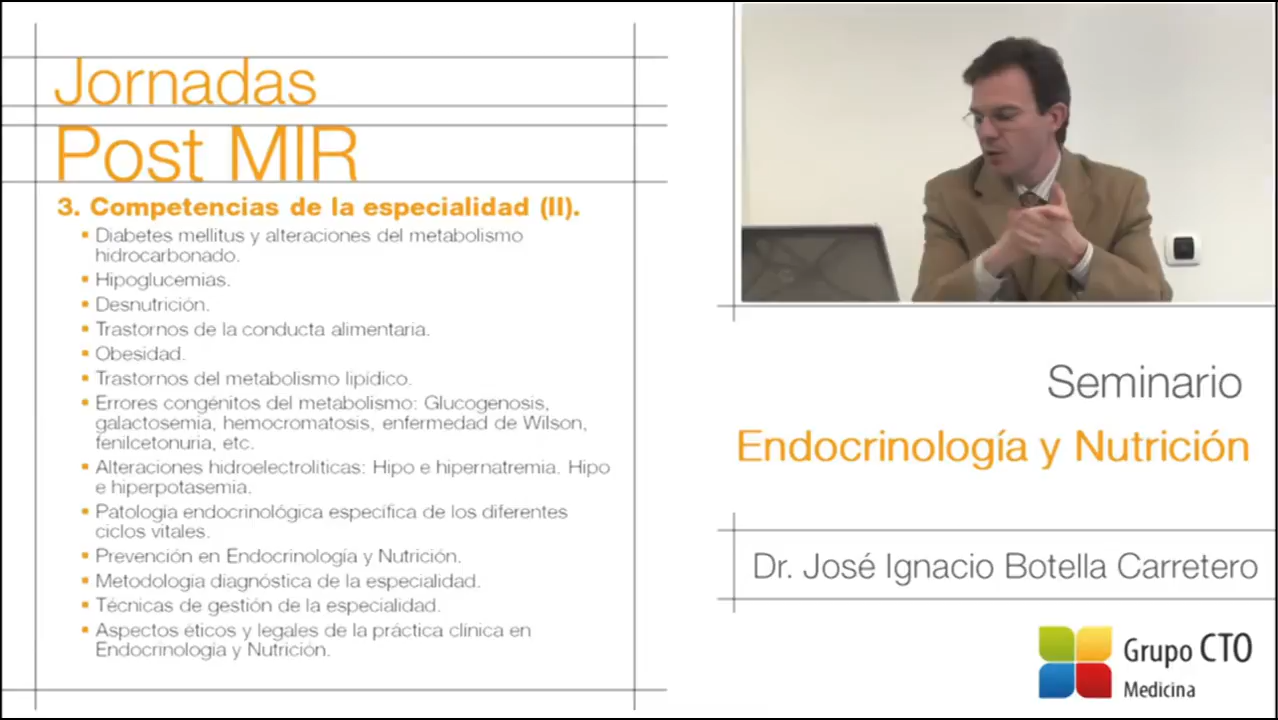 Jornadas
Post MIR
3. Competencias de la especialidad (II).
Diabetes mellitus y alteraciones del metabolismo
hidrocarbonado.
Hipoglucemias.
Desnutrición.
Trastornos de la conducta alimentaria.
Obesidad.
Trastornos del metabolismo lipídico.
Errores congénitos del metabolismo: Glucogenosis,
galactosemia, hemocromatosis, enfermedad de Wilson,
fenilcetonuria, etc.
Alteraciones hidroelectrolíticas: Hipo e hipernatremia. Hipo
e hiperpotasemia.
Patología endocrinológica específica de los diferentes
ciclos vitales.
Prevención en Endocrinología y Nutrición.
Metodología diagnóstica de la especialidad.
Técnicas de gestión de la especialidad.
Aspectos éticos y legales de la práctica clínica en
Endocrinología y Nutrición.
Seminario
Endocrinología y Nutrición
Dr. José Ignacio Botella Carretero
Grupo CTO
Medicina